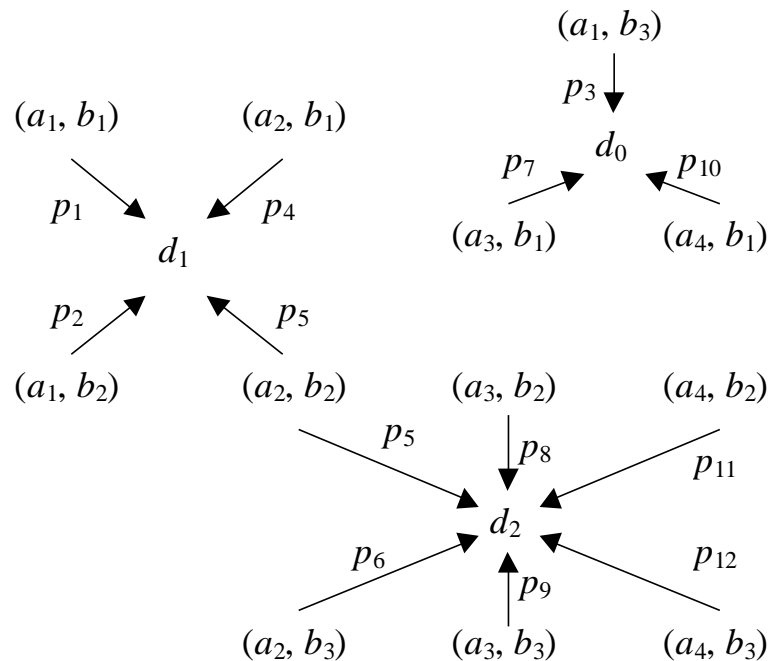 (a₁, b₃)
p₃
(a₁, b₁) (a₂, b₁)
d₀
p₇ p₁₀
p₁ p₄
(a₃, b₁) (a₄, b₁)
d₁
p₂ p₅
(a₁, b₂) (a₂, b₂) (a₃, b₂) (a₄, b₂)
p₅ p₈ p₁₁
d₂
p₆ p₉ p₁₂
(a₂, b₃) (a₃, b₃) (a₄, b₃)